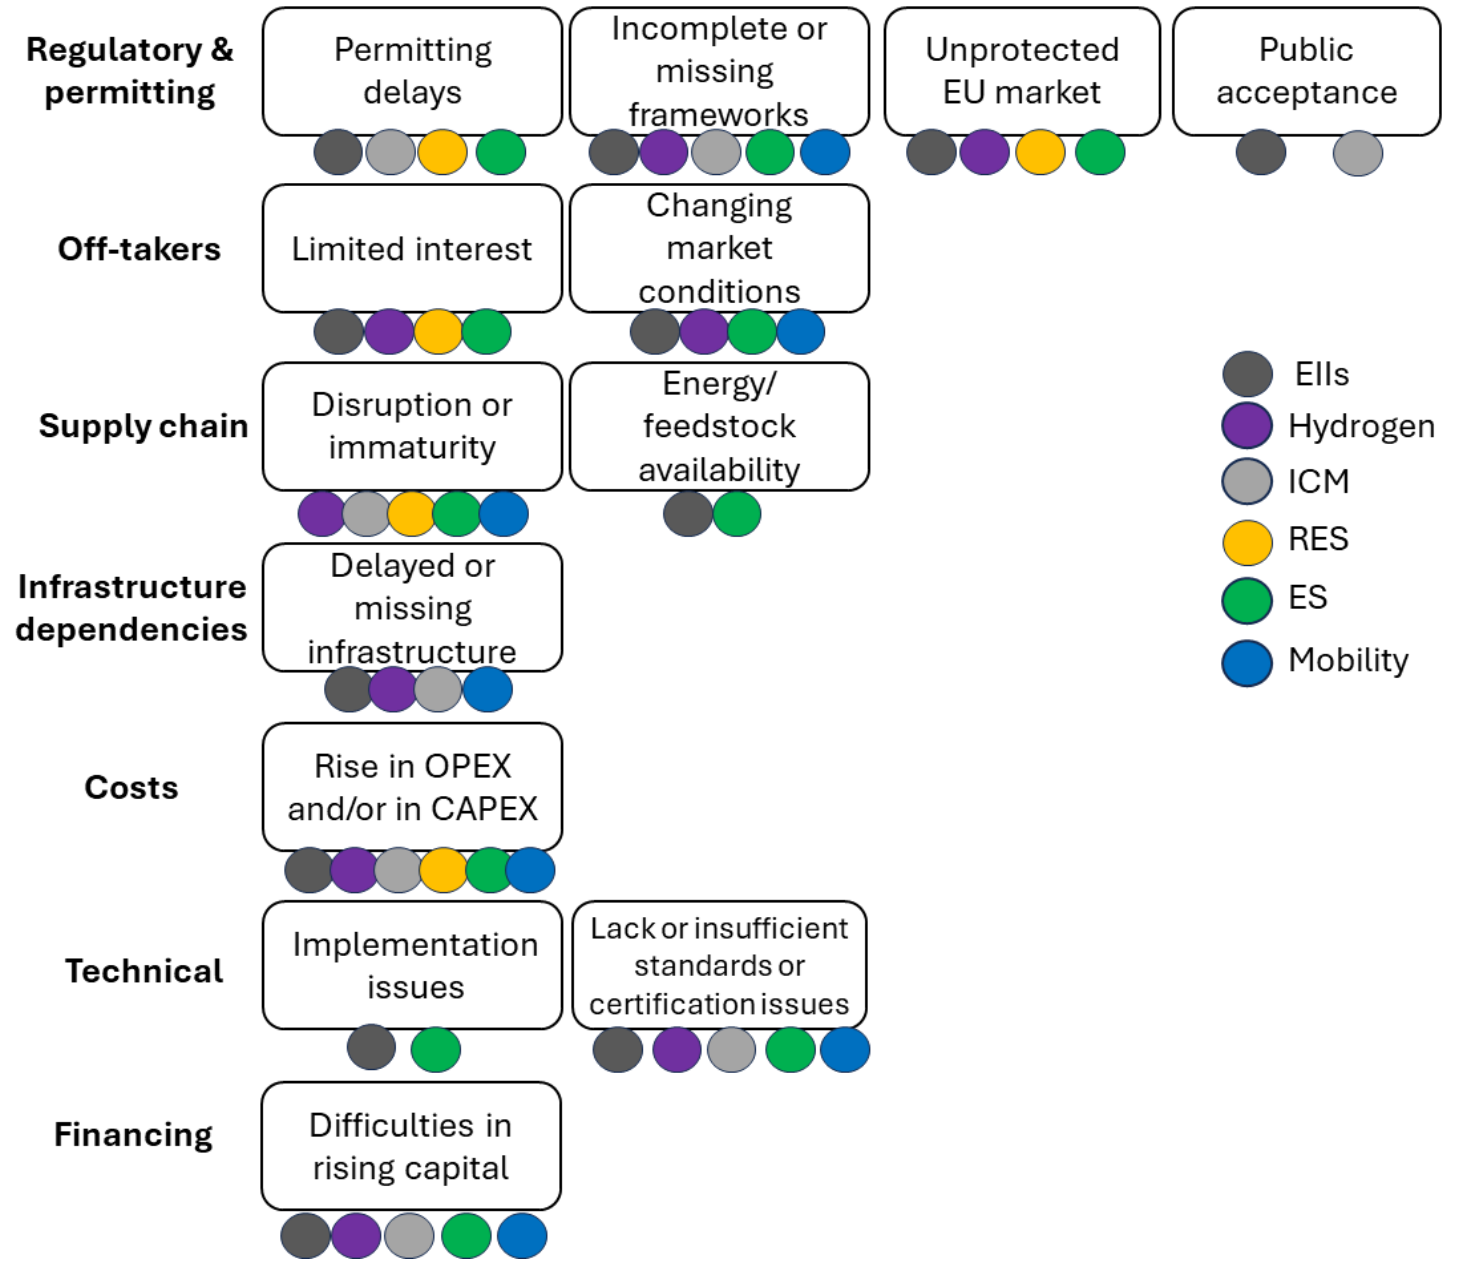 Regulatory &
permitting
Permitting
delays
Incomplete or
missing
frameworks
Unprotected
EU market
Public
acceptance
Off-takers
Limited interest
Changing
market
conditions
Supply chain
Disruption or
immaturity
Energy/
feedstock
availability
Infrastructure
dependencies
Delayed or
missing
infrastructure
Costs
Rise in OPEX
and/or in CAPEX
Technical
Implementation
issues
Lack or insufficient
standards or
certification issues
Financing
Difficulties in
rising capital
EIIs
Hydrogen
ICM
RES
ES
Mobility